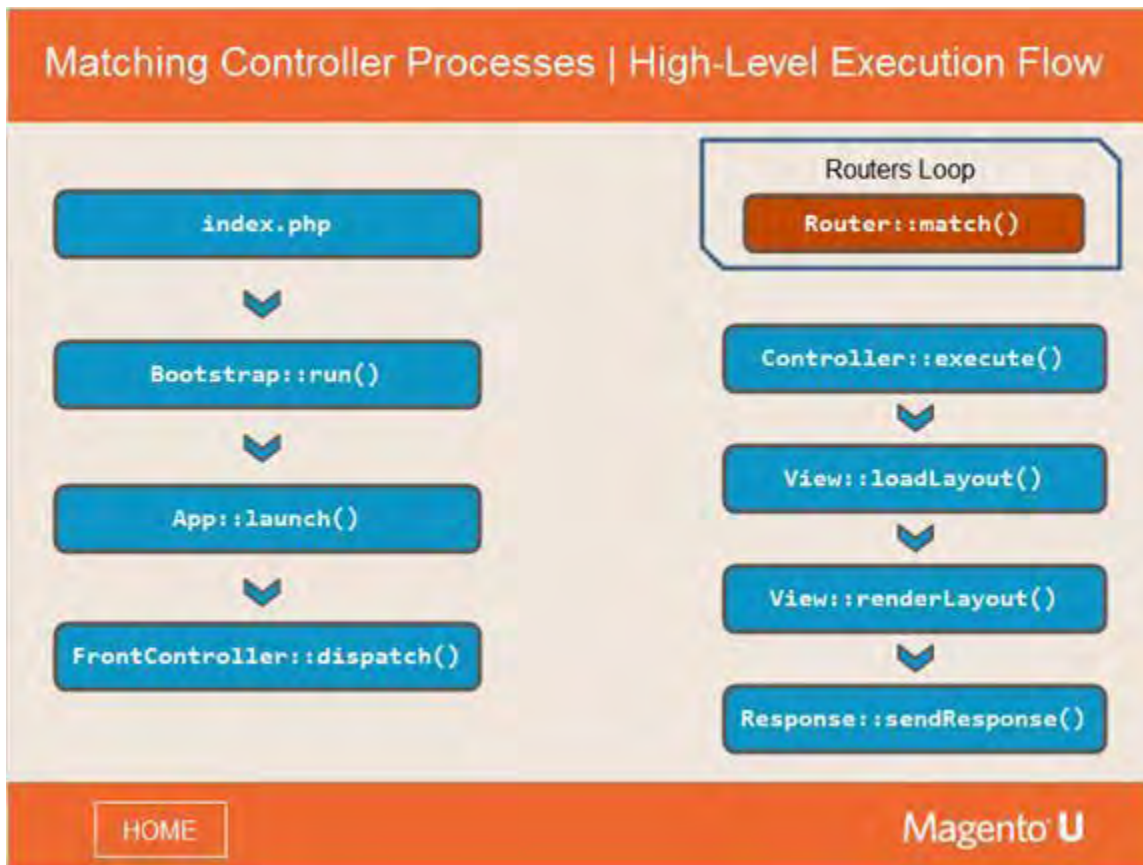 Matching Controller Processes | High-Level Execution Flow
index.php
Bootstrap::run()
App::launch()
FrontController::dispatch()
Routers Loop
Router::match()
Controller::execute()
View::loadLayout()
View::renderLayout()
Response::sendResponse()
HOME
Magento U